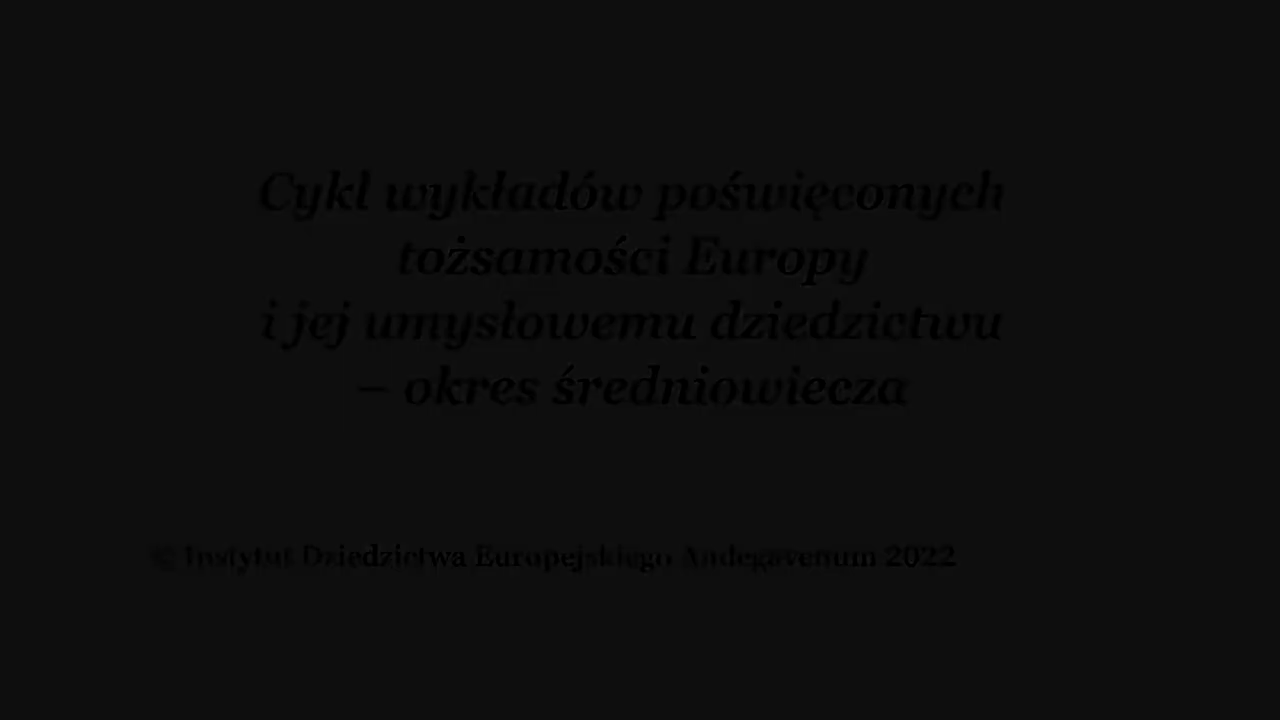 Cykl wykładów poświęconych
tożsamości Europy
i jej umysłowemu dziedzictwu
– okres średniowiecza
© Instytut Dziedzictwa Europejskiego Andegavenum 2022